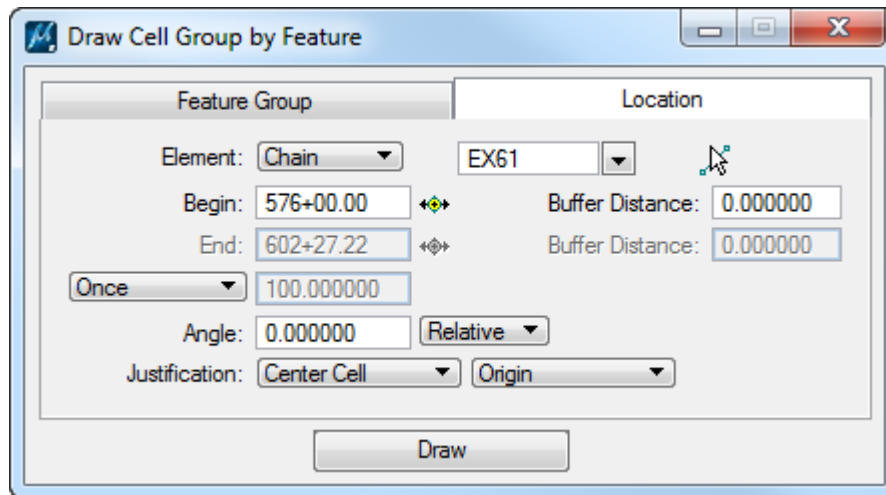 Draw Cell Group by Feature
Feature Group Location
Element: Chain EX61
Begin: 576+00.00 Buffer Distance: 0.000000
End: 602+27.22 Buffer Distance: 0.000000
Once 100.000000
Angle: 0.000000 Relative
Justification: Center Cell Origin
Draw